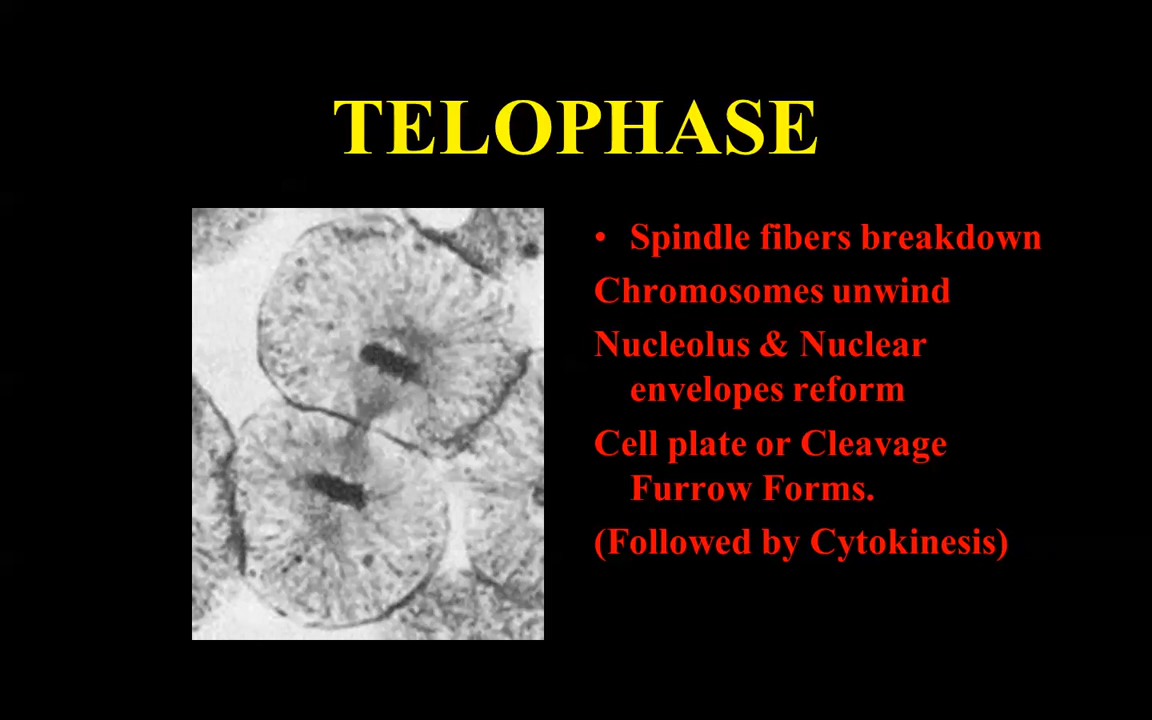 TELOPHASE
• Spindle fibers breakdown
Chromosomes unwind
Nucleolus & Nuclear
envelopes reform
Cell plate or Cleavage
Furrow Forms.
(Followed by Cytokinesis)